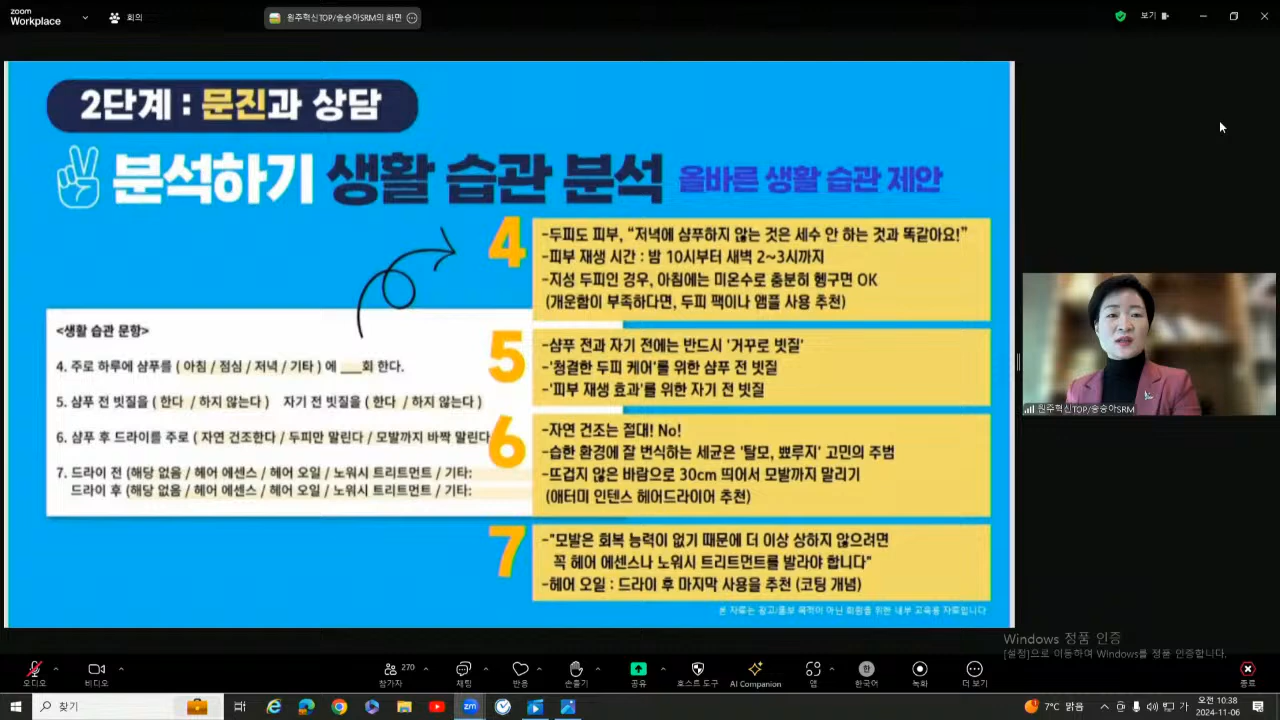 zoom
Workplace
회의
원주혁신TOP/송승아SRM의 화면
보기
2단계 : 문진과 상담
분석하기 생활 습관 분석 올바른 생활 습관 제안
4
-두피도 피부, “저녁에 샴푸하지 않는 것은 세수 안 하는 것과 똑같아요!”
-피부 재생 시간 : 밤 10시부터 새벽 2~3시까지
-지성 두피인 경우, 아침에는 미온수로 충분히 헹구면 OK
(개운함이 부족하다면, 두피 팩이나 앰플 사용 추천)
<생활 습관 문항>
4. 주로 하루에 샴푸를 ( 아침 / 점심 / 저녁 / 기타 ) 에 ___회 한다.
5. 샴푸 전 빗질을 ( 한다 / 하지 않는다 ) 자기 전 빗질을 ( 한다 / 하지 않는다 )
6. 샴푸 후 드라이를 주로 ( 자연 건조한다 / 두피만 말린다 / 모발까지 바짝 말린다
7. 드라이 전 (해당 없음 / 헤어 에센스 / 헤어 오일 / 노워시 트리트먼트 / 기타:
드라이 후 (해당 없음 / 헤어 에센스 / 헤어 오일 / 노워시 트리트먼트 / 기타:
5
-샴푸 전과 자기 전에는 반드시 '거꾸로 빗질'
-'청결한 두피 케어'를 위한 샴푸 전 빗질
-'피부 재생 효과'를 위한 자기 전 빗질
6
-자연 건조는 절대! No!
-습한 환경에 잘 번식하는 세균은 '탈모, 뾰루지' 고민의 주범
-뜨겁지 않은 바람으로 30cm 띄어서 모발까지 말리기
(애터미 인텐스 헤어드라이어 추천)
7
-"모발은 회복 능력이 없기 때문에 더 이상 상하지 않으려면
꼭 헤어 에센스나 노워시 트리트먼트를 발라야 합니다"
-헤어 오일 : 드라이 후 마지막 사용을 추천 (코팅 개념)
본 자료는 광고/홍보 목적이 아닌 회원을 위한 내부 교육용 자료입니다
원주혁신TOP/송승아SRM
Windows 정품 인증
[설정]으로 이동하여 Windows를 정품 인증합니다.
오디오
비디오
270
참가자
채팅
반응
손들기
공유
호스트 도구
AI Companion
앱
한
한국어
녹화
더 보기
종료
찾기
zm
7°C 맑음
가
오전 10:38
2024-11-06